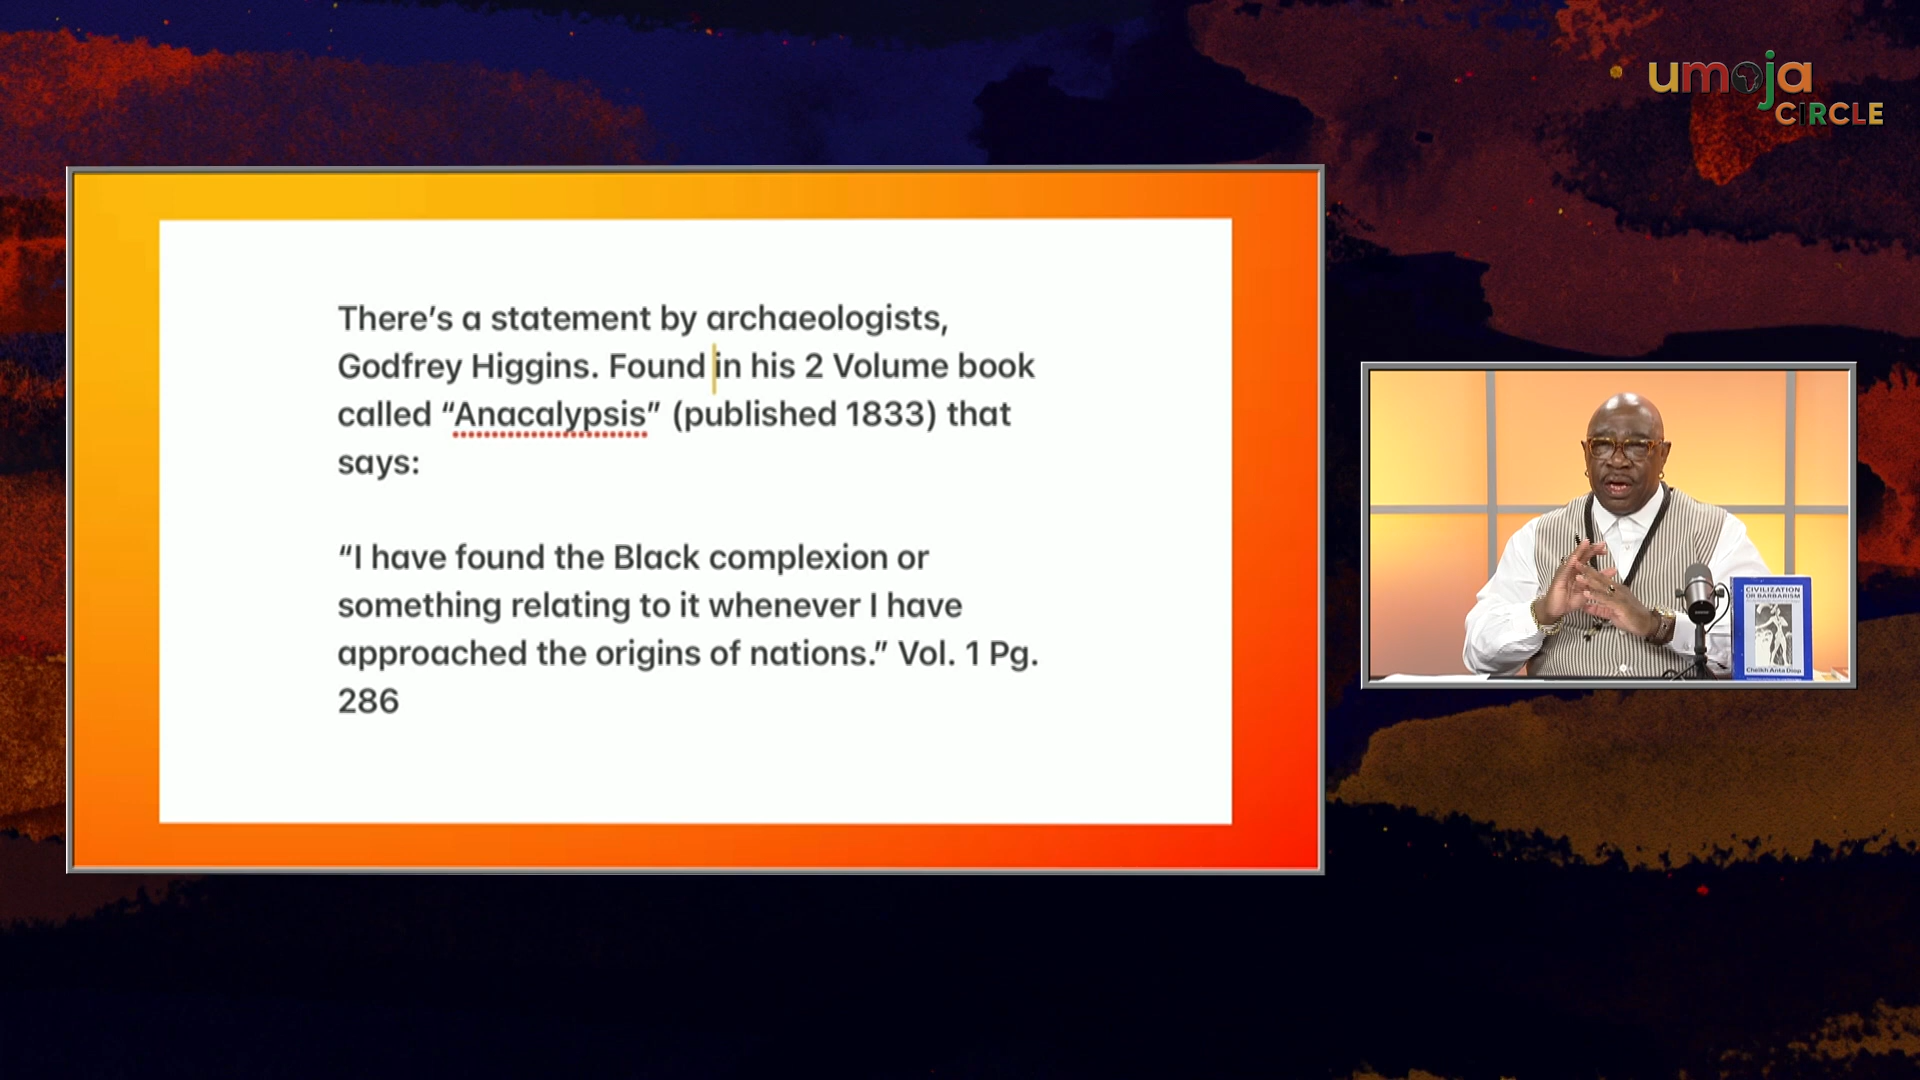 umoja
CIRCLE
There’s a statement by archaeologists,
Godfrey Higgins. Found in his 2 Volume book
called “Anacalypsis” (published 1833) that
says:
“I have found the Black complexion or
something relating to it whenever I have
approached the origins of nations.” Vol. 1 Pg.
286
CIVILIZATION
OR BARBARISM
Cheikh Anta Diop